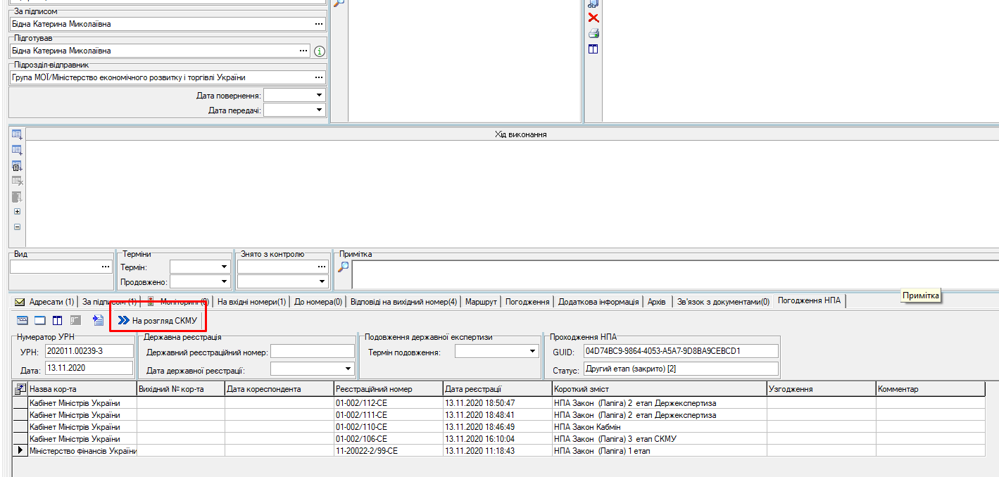 За підписом
Бідна Катерина Миколаївна ...
Підготував
Бідна Катерина Миколаївна ...
Підрозділ-відправник
Група МОЇ/Міністерство економічного розвитку і торгівлі України ...
Дата повернення:
Дата передачі:
Хід виконання
Вид
...
Терміни
Термін:
Продовжено:
Знято з контролю
...
Примітка
Примітка
Адресати (1) За підписом (1) Моніторинг (0) На вхідні номери(1) До номера(0) Відповіді на вихідний номер(4) Маршрут Погодження Додаткова інформація Архів Зв'язок з документами(0) Погодження НПА
На розгляд СКМУ
Нумератор УРН
УРН: 202011.00239-3
Дата: 13.11.2020
Державна реєстрація
Державний реєстраційний номер:
Дата державної реєстрації:
Подовження державної експертизи
Термін подовження:
Проходження НПА
GUID: 04D74BC9-9864-4053-A5A7-9D8BA9CEBCD1
Статус: Другий етап (закрито) [2]
Назва кор-та Вихідний № кор-та Дата кореспондента Реєстраційний номер Дата реєстрації Короткий зміст Узгодження Комментар
Кабінет Міністрів України 01-002/112-СЕ 13.11.2020 18:50:47 НПА Закон (Лапіга) 2 етап Держекспертиза
Кабінет Міністрів України 01-002/111-СЕ 13.11.2020 18:48:41 НПА Закон (Лапіга) 2 етап Держекспертиза
Кабінет Міністрів України 01-002/110-СЕ 13.11.2020 18:46:49 НПА Закон Кабмін
Кабінет Міністрів України 01-002/106-СЕ 13.11.2020 16:10:04 НПА Закон (Лапіга) 3 етап СКМУ
Міністерство фінансів України 11-20022-2/99-СЕ 13.11.2020 11:18:43 НПА Закон (Лапіга) 1 етап